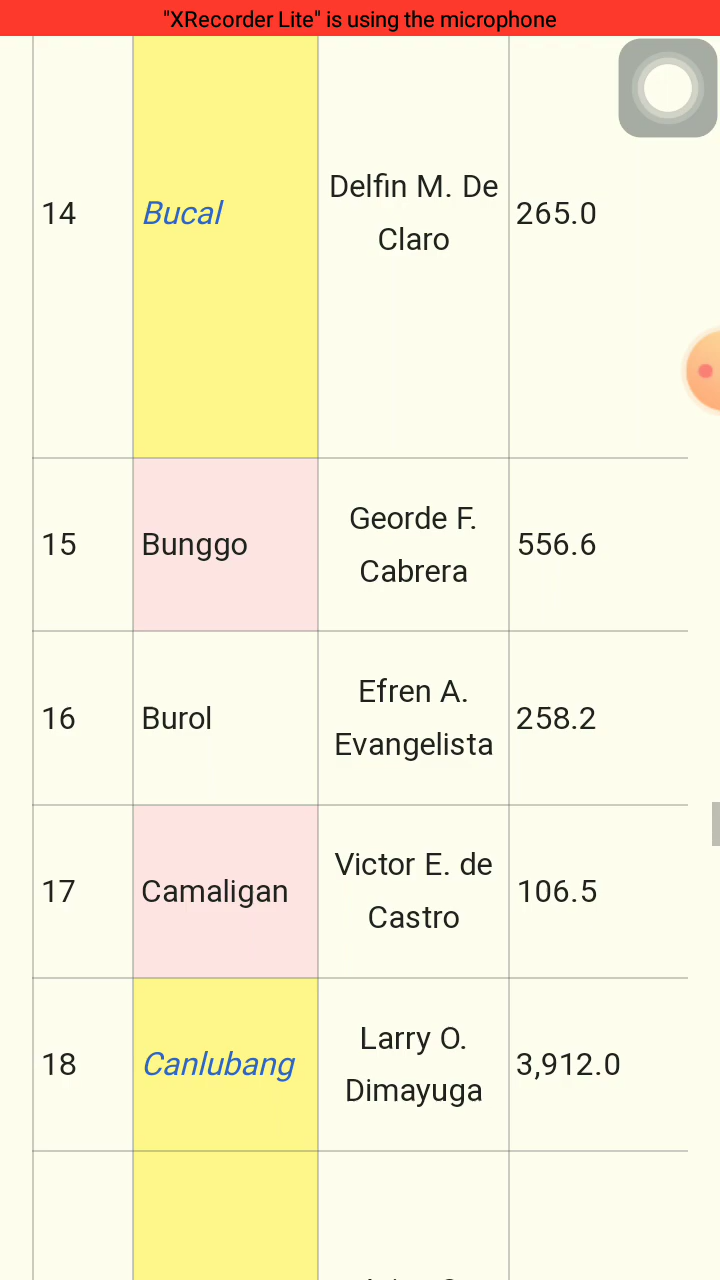 "XRecorder Lite" is using the microphone
14 Bucal Delfin M. De Claro 265.0
15 Bunggo Georde F. Cabrera 556.6
16 Burol Efren A. Evangelista 258.2
17 Camaligan Victor E. de Castro 106.5
18 Canlubang Larry O. Dimayuga 3,912.0